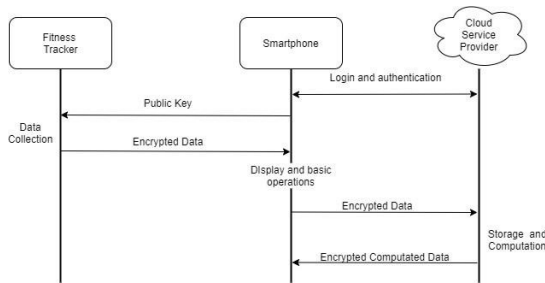 Fitness
Tracker
Smartphone
Cloud
Service
Provider
Login and authentication
Public Key
Data
Collection
Encrypted Data
DIsplay and basic
operations
Encrypted Data
Storage and
Computation
Encrypted Computated Data